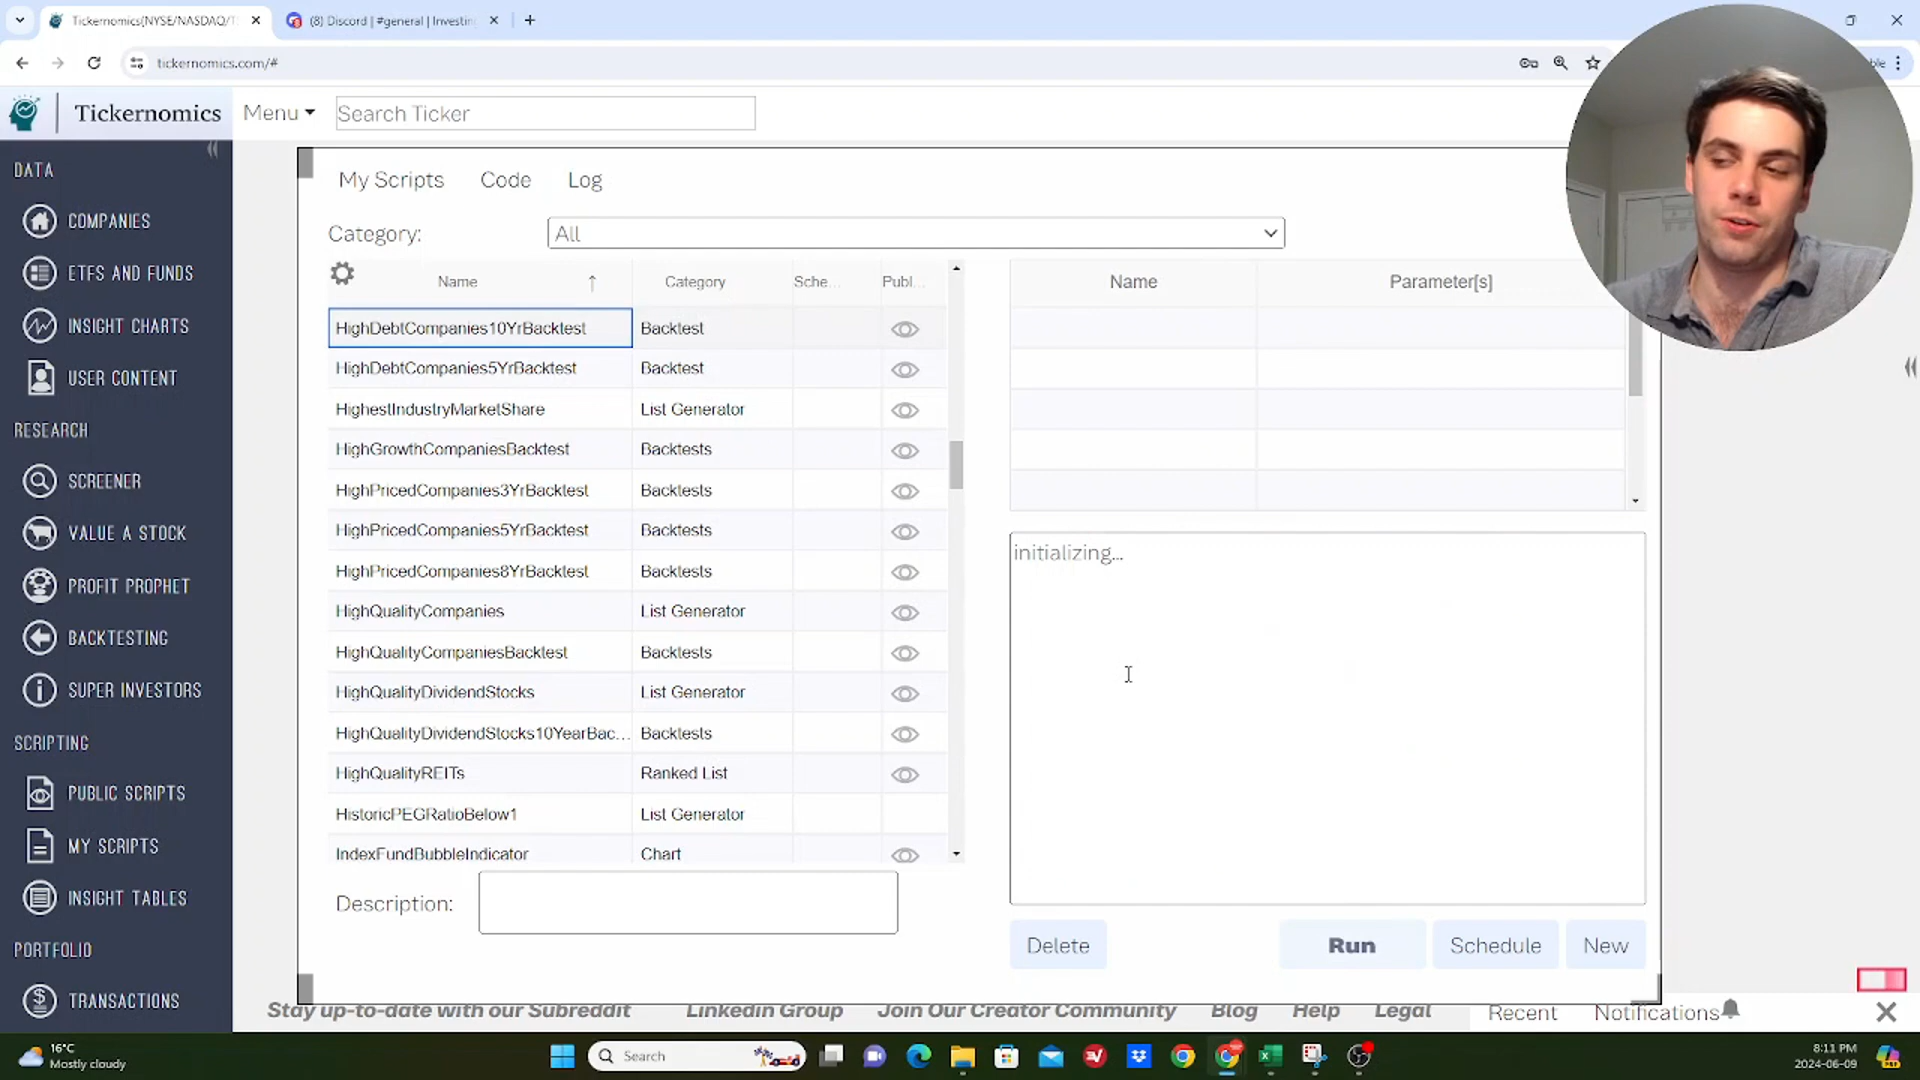 Tickernomics(NYSE/NASDAQ/T
(8) Discord | #general | Investin
tickernomics.com/#
Tickernomics
Menu
Search Ticker
DATA
COMPANIES
ETFS AND FUNDS
INSIGHT CHARTS
USER CONTENT
RESEARCH
SCREENER
VALUE A STOCK
PROFIT PROPHET
BACKTESTING
SUPER INVESTORS
SCRIPTING
PUBLIC SCRIPTS
MY SCRIPTS
INSIGHT TABLES
PORTFOLIO
TRANSACTIONS
My Scripts Code Log
Category: All
Name Category Sche... Publ...
HighDebtCompanies10YrBacktest Backtest
HighDebtCompanies5YrBacktest Backtest
HighestIndustryMarketShare List Generator
HighGrowthCompaniesBacktest Backtests
HighPricedCompanies3YrBacktest Backtests
HighPricedCompanies5YrBacktest Backtests
HighPricedCompanies8YrBacktest Backtests
HighQualityCompanies List Generator
HighQualityCompaniesBacktest Backtests
HighQualityDividendStocks List Generator
HighQualityDividendStocks10YearBac... Backtests
HighQualityREITs Ranked List
HistoricPEGRatioBelow1 List Generator
IndexFundBubbleIndicator Chart
Description:
Name Parameter[s]
initializing...
Delete Run Schedule New
Stay up-to-date with our Subreddit Linkedin Group Join Our Creator Community Blog Help Legal Recent Notifications
16°C
Mostly cloudy
Search
8:11 PM
2024-06-09